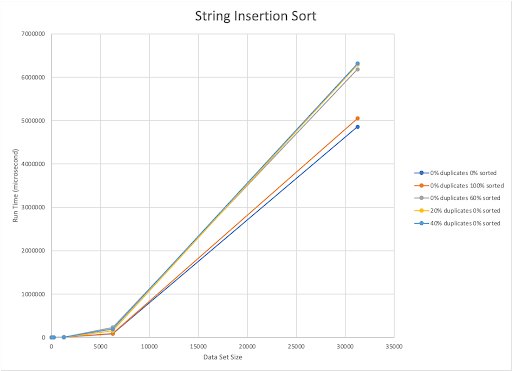 String Insertion Sort
7000000
6000000
5000000
4000000
3000000
2000000
1000000
0
Run Time (microsecond)
0 5000 10000 15000 20000 25000 30000 35000
Data Set Size
0% duplicates 0% sorted
0% duplicates 100% sorted
0% duplicates 60% sorted
20% duplicates 0% sorted
40% duplicates 0% sorted